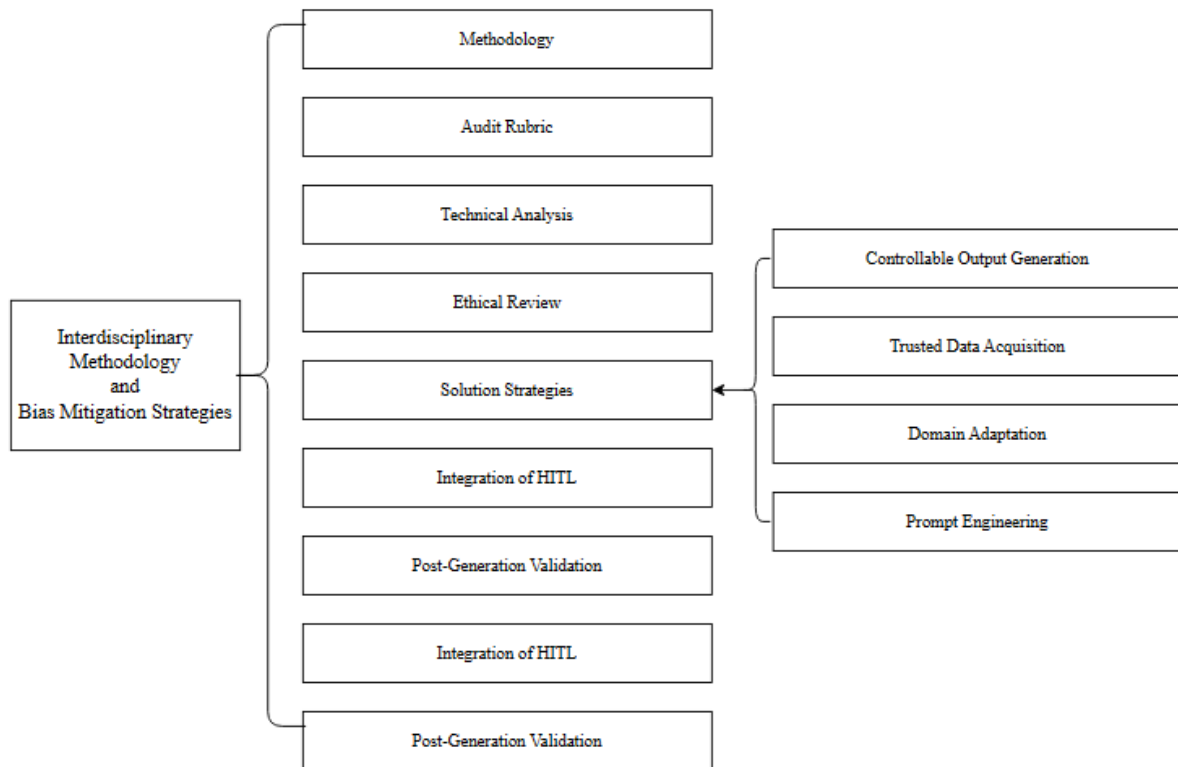 Interdisciplinary
Methodology
and
Bias Mitigation Strategies
Methodology
Audit Rubric
Technical Analysis
Ethical Review
Solution Strategies
Integration of HITL
Post-Generation Validation
Integration of HITL
Post-Generation Validation
Controllable Output Generation
Trusted Data Acquisition
Domain Adaptation
Prompt Engineering